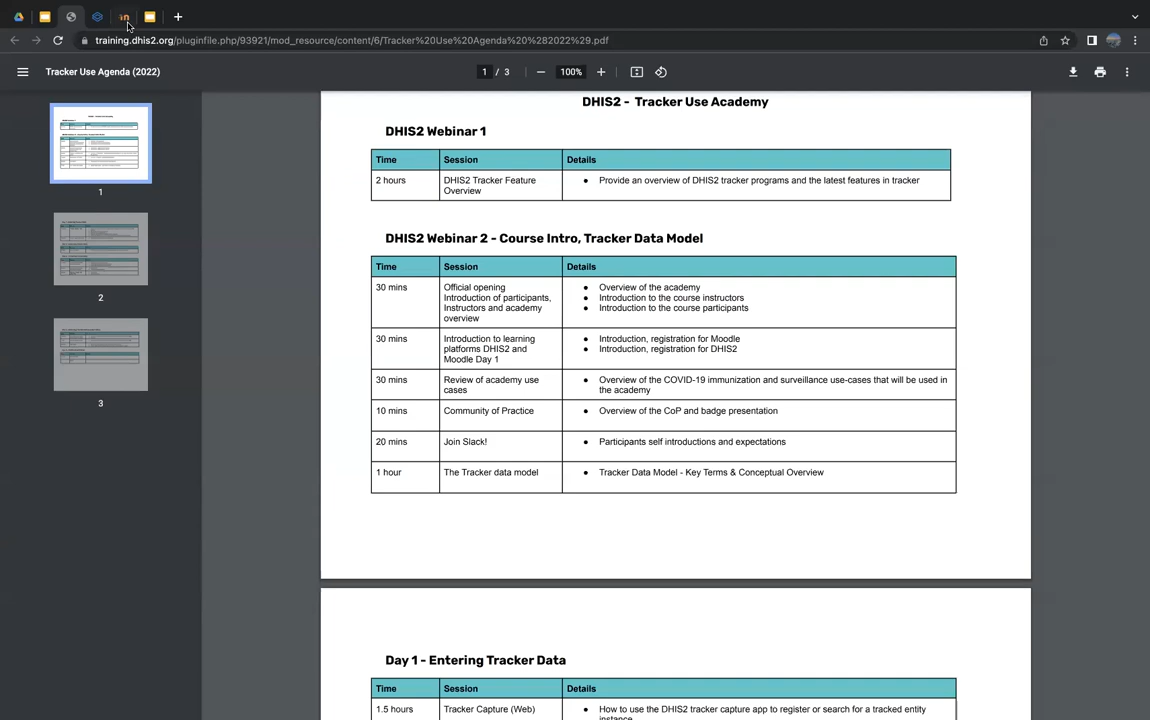 training.dhis2.org/pluginfile.php/93921/mod_resource/content/6/Tracker%20Use%20Agenda%20%282022%29.pdf
Tracker Use Agenda (2022)
1 / 3
100%
1
2
3
DHIS2 - Tracker Use Academy
DHIS2 Webinar 1
Time Session Details
2 hours DHIS2 Tracker Feature ● Provide an overview of DHIS2 tracker programs and the latest features in tracker
Overview
DHIS2 Webinar 2 - Course Intro, Tracker Data Model
Time Session Details
30 mins Official opening ● Overview of the academy
Introduction of participants, ● Introduction to the course instructors
Instructors and academy ● Introduction to the course participants
overview
30 mins Introduction to learning ● Introduction, registration for Moodle
platforms DHIS2 and ● Introduction, registration for DHIS2
Moodle Day 1
30 mins Review of academy use ● Overview of the COVID-19 immunization and surveillance use-cases that will be used in
cases the academy
10 mins Community of Practice ● Overview of the CoP and badge presentation
20 mins Join Slack! ● Participants self introductions and expectations
1 hour The Tracker data model ● Tracker Data Model - Key Terms & Conceptual Overview
Day 1 - Entering Tracker Data
Time Session Details
1.5 hours Tracker Capture (Web) ● How to use the DHIS2 tracker capture app to register or search for a tracked entity
instance